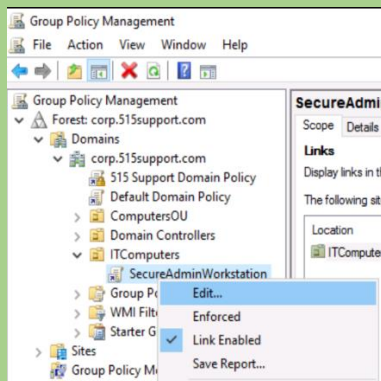 Group Policy Management
File Action View Window Help
Group Policy Management
Forest: corp.515support.com
Domains
corp.515support.com
515 Support Domain Policy
Default Domain Policy
ComputersOU
Domain Controllers
ITComputers
SecureAdminWorkstation
Group Po
WMI Filt
Starter G
Sites
Group Policy M
Edit...
Enforced
Link Enabled
Save Report...
SecureAdmi
Scope Details
Links
Display links in th
The following sit
Location
ITCompute